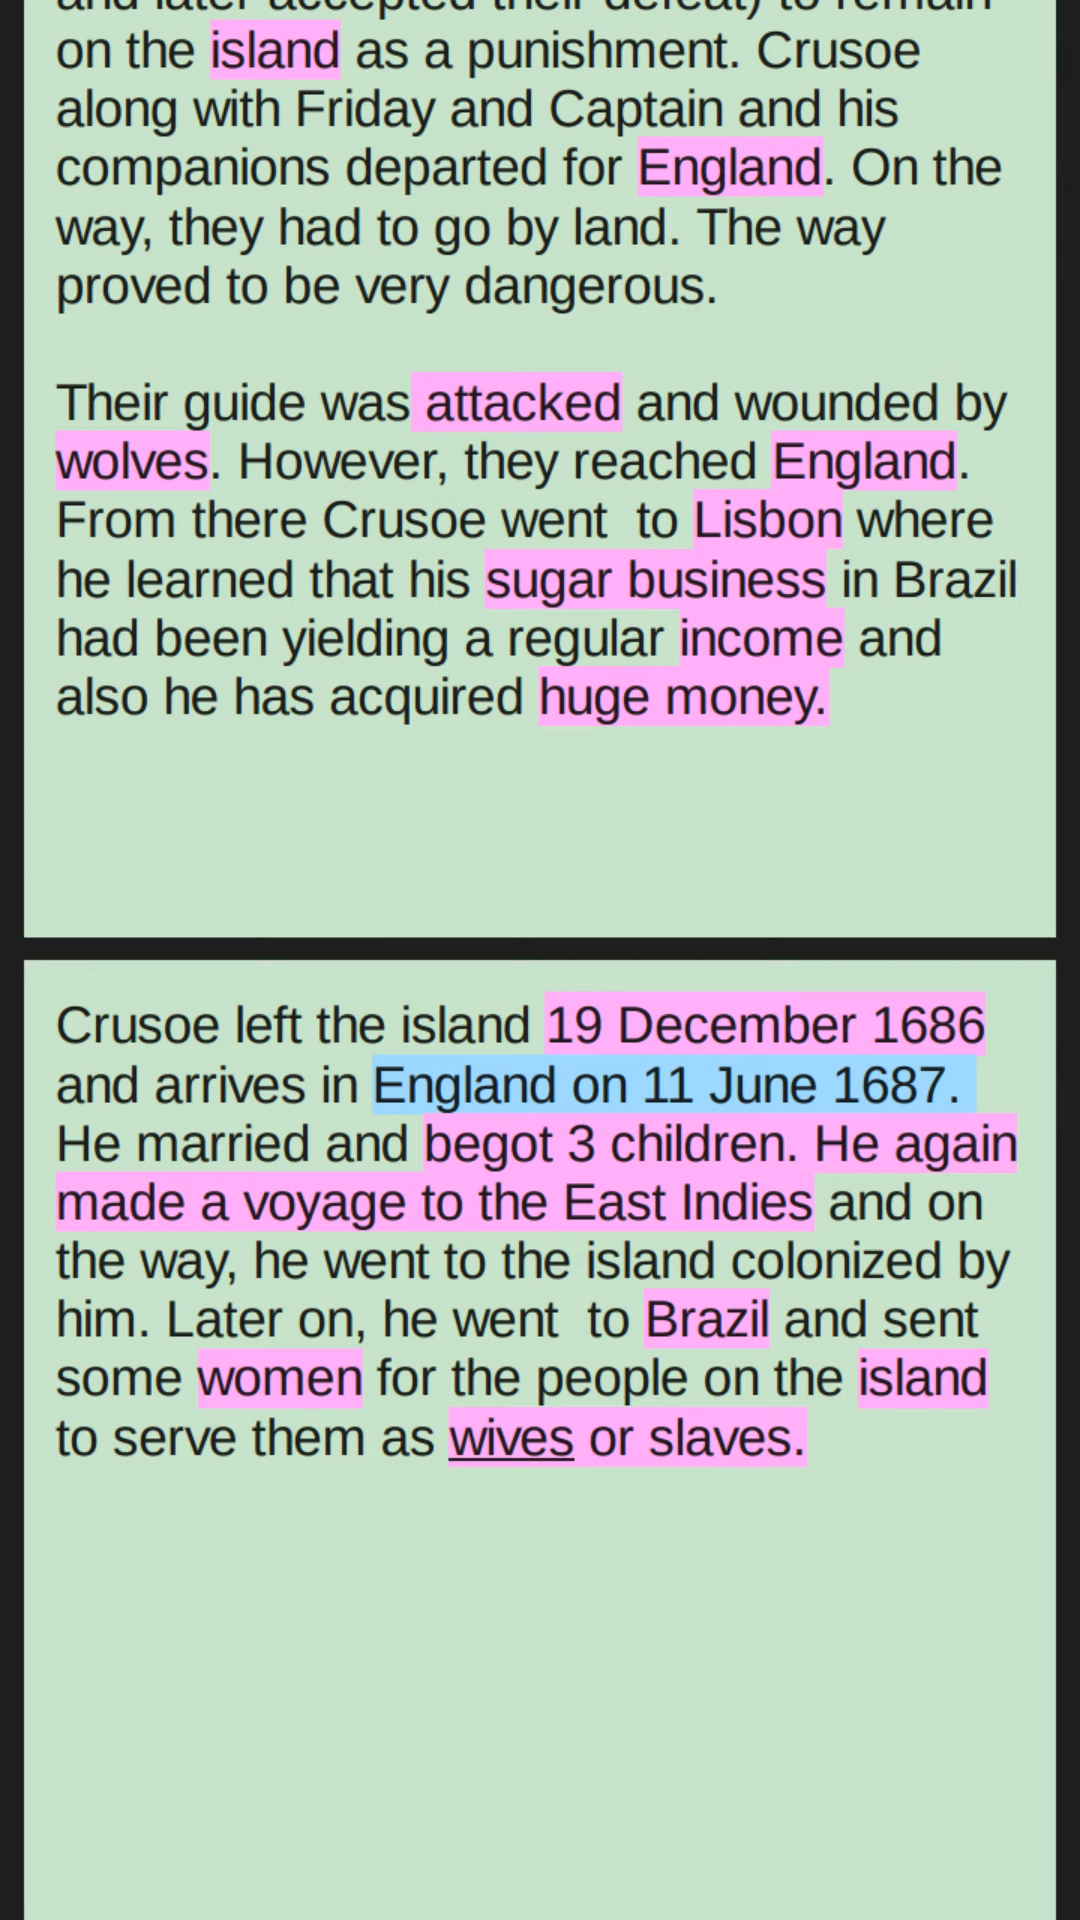 and later accepted their defeat) to remain
on the island as a punishment. Crusoe
along with Friday and Captain and his
companions departed for England. On the
way, they had to go by land. The way
proved to be very dangerous.
Their guide was attacked and wounded by
wolves. However, they reached England.
From there Crusoe went  to Lisbon where
he learned that his sugar business in Brazil
had been yielding a regular income and
also he has acquired huge money.
Crusoe left the island 19 December 1686
and arrives in England on 11 June 1687.
He married and begot 3 children. He again
made a voyage to the East Indies and on
the way, he went to the island colonized by
him. Later on, he went  to Brazil and sent
some women for the people on the island
to serve them as wives or slaves.